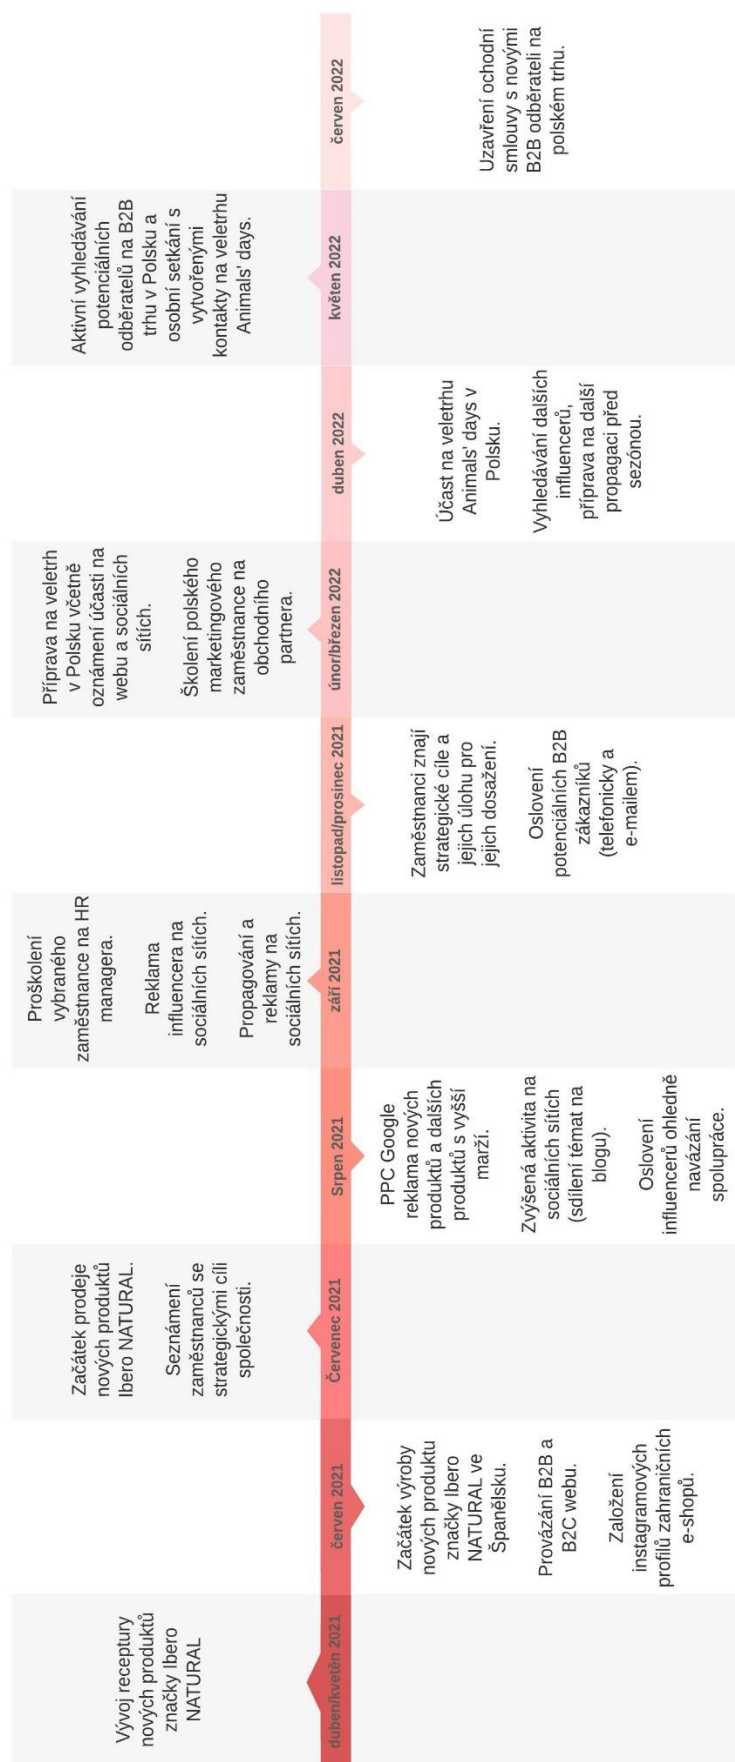 duben/kvetěn 2021
Vývoj receptury
nových produktů
značky Ibero
NATURAL
červen 2021
Začátek výroby
nových produktu
značky Ibero
NATURAL ve
Španělsku.
Provázání B2B a
B2C webu.
Založení
instagramových
profilů zahraničních
e-shopů.
Červenec 2021
Začátek prodeje
nových produktů
Ibero NATURAL.
Seznámení
zaměstnanců se
strategickými cíli
společnosti.
Srpen 2021
PPC Google
reklama nových
produktů a dalších
produktů s vyšší
marží.
Zvýšená aktivita na
sociálních sítích
(sdílení témat na
blogu).
Oslovení
influencerů ohledně
navázání
spolupráce.
září 2021
Proškolení
vybraného
zaměstnance na HR
managera.
Reklama
influencera na
sociálních sítích.
Propagování a
reklamy na
sociálních sítích.
listopad/prosinec 2021
Zaměstnanci znají
strategické cíle a
jejich úlohu pro
jejich dosažení.
Oslovení
potenciálních B2B
zákazníků
(telefonicky a
e-mailem).
únor/březen 2022
Příprava na veletrh
v Polsku včetně
oznámení účasti na
webu a sociálních
sítích.
Školení polského
marketingového
zaměstnance na
obchodního
partnera.
duben 2022
Účast na veletrhu
Animals' days v
Polsku.
Vyhledávání dalších
influencerů,
příprava na další
propagaci před
sezónou.
květen 2022
Aktivní vyhledávání
potenciálních
odběratelů na B2B
trhu v Polsku a
osobní setkání s
vytvořenými
kontakty na veletrhu
Animals' days.
červen 2022
Uzavření ochodní
smlouvy s novými
B2B odběrateli na
polském trhu.